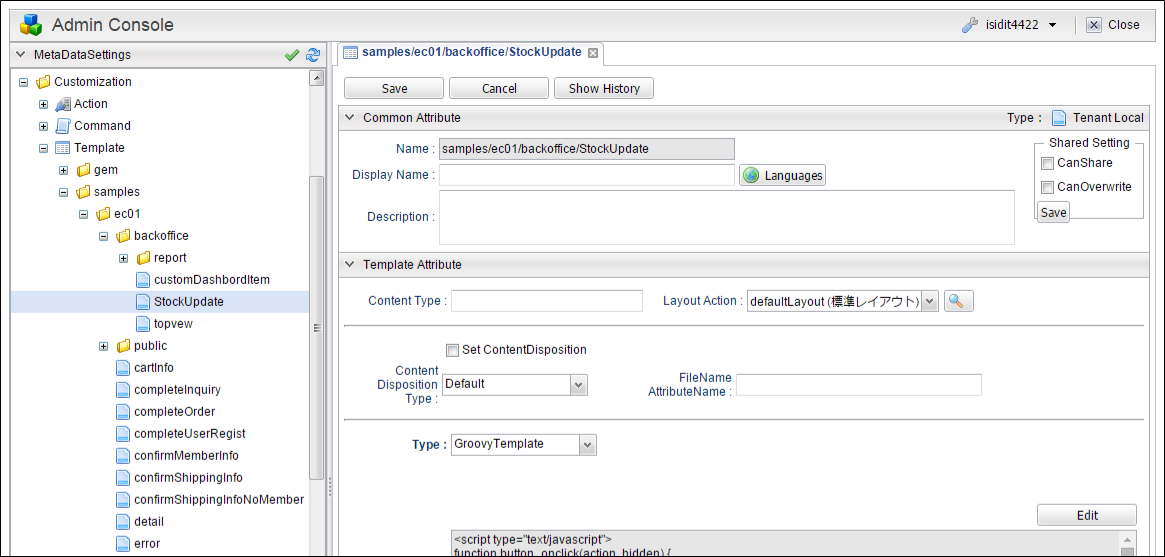 Admin Console
isidit4422
Close
MetaDataSettings
Customization
Action
Command
Template
gem
samples
ec01
backoffice
report
customDashbordItem
StockUpdate
topvew
public
cartInfo
completeInquiry
completeOrder
completeUserRegist
confirmMemberInfo
confirmShippingInfo
confirmShippingInfoNoMember
detail
error
samples/ec01/backoffice/StockUpdate
Save
Cancel
Show History
Common Attribute
Type :
Tenant Local
Name :
samples/ec01/backoffice/StockUpdate
Display Name :
Languages
Description :
Shared Setting
CanShare
CanOverwrite
Save
Template Attribute
Content Type :
Layout Action :
defaultLayout (標準レイアウト)
Set ContentDisposition
Content
Disposition
Type :
Default
FileName
AttributeName :
Type :
GroovyTemplate
Edit
<script type="text/javascript">
function button_onclick(action, hidden) {